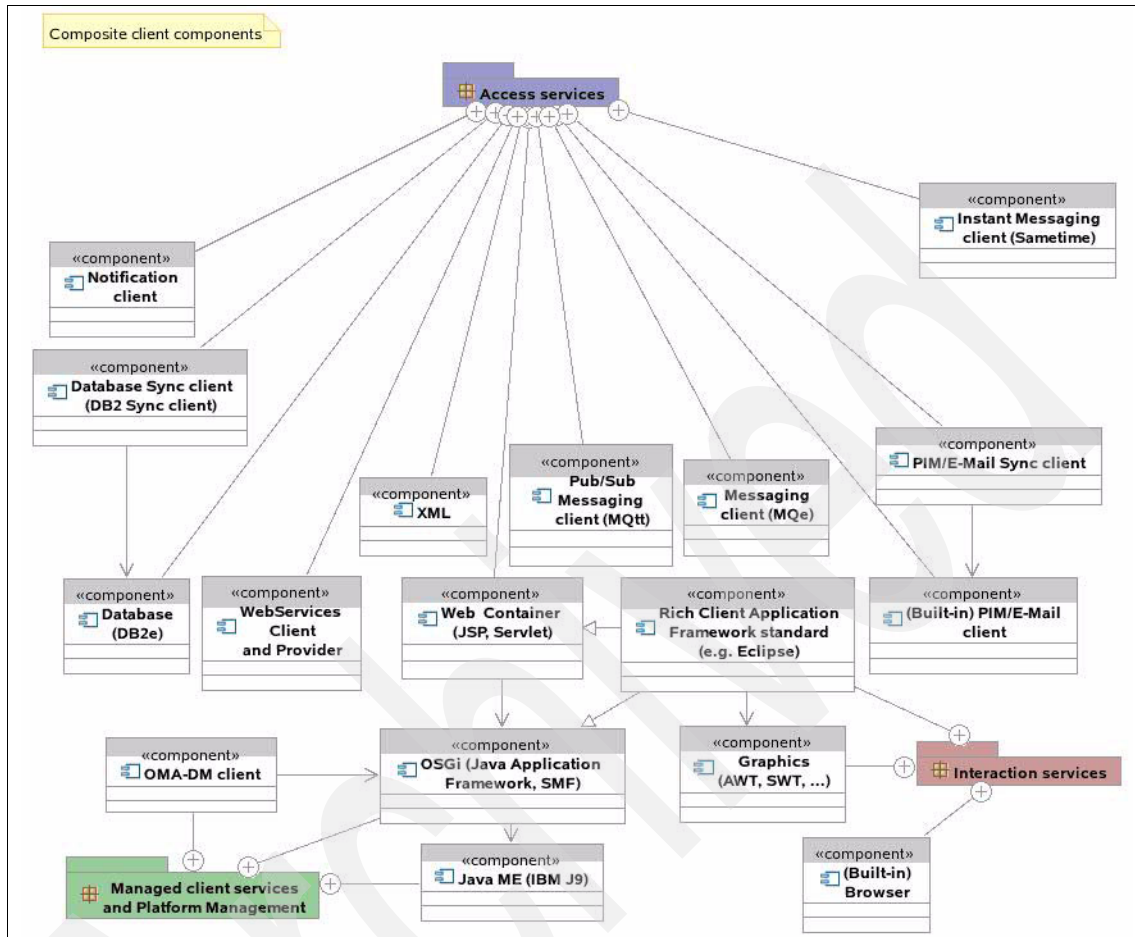 Composite client components
Access services
«component»
Instant Messaging
client (Sametime)
«component»
Notification
client
«component»
Database Sync client
(DB2 Sync client)
«component»
PIM/E-Mail Sync client
«component»
Pub/Sub
Messaging
client (MQtt)
«component»
Messaging
client (MQe)
«component»
XML
«component»
Database
(DB2e)
«component»
WebServices
Client
and Provider
«component»
Web Container
(JSP, Servlet)
«component»
Rich Client Application
Framework standard
(e.g. Eclipse)
«component»
(Built-in) PIM/E-Mail
client
«component»
OMA-DM client
«component»
OSGi (Java Application
Framework, SMF)
«component»
Graphics
(AWT, SWT, ...)
Interaction services
«component»
Java ME (IBM J9)
«component»
(Built-in)
Browser
Managed client services
and Platform Management
Archived